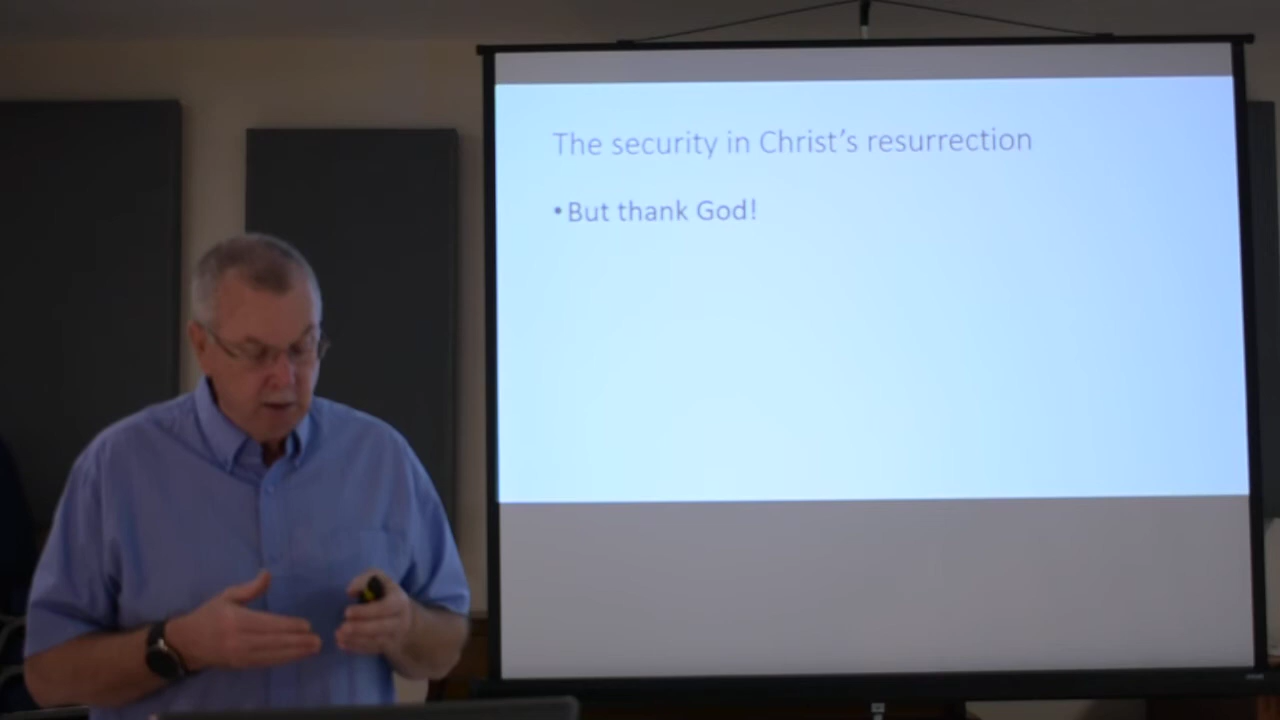 The security in Christ’s resurrection
•But thank God!